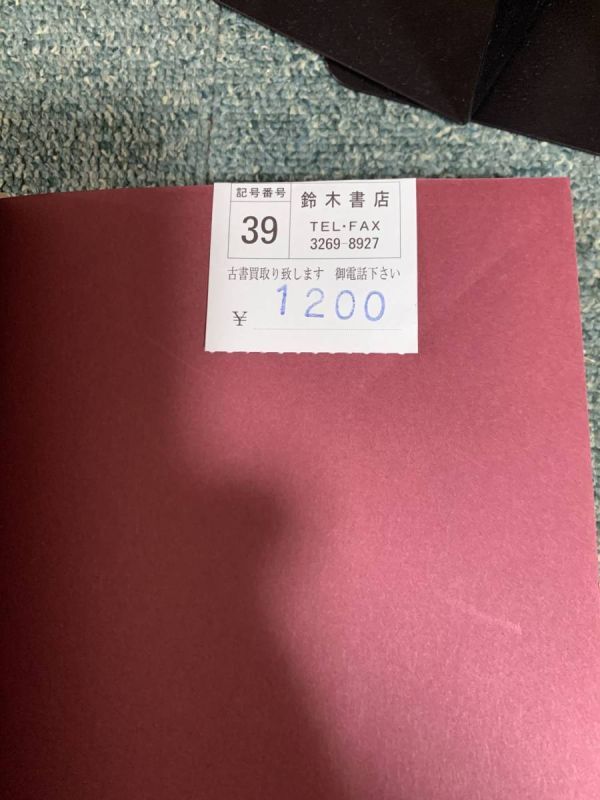 記号番号
39
鈴木書店
TEL・FAX
3269-8927
古書買取り致します 御電話下さい
¥ 1200